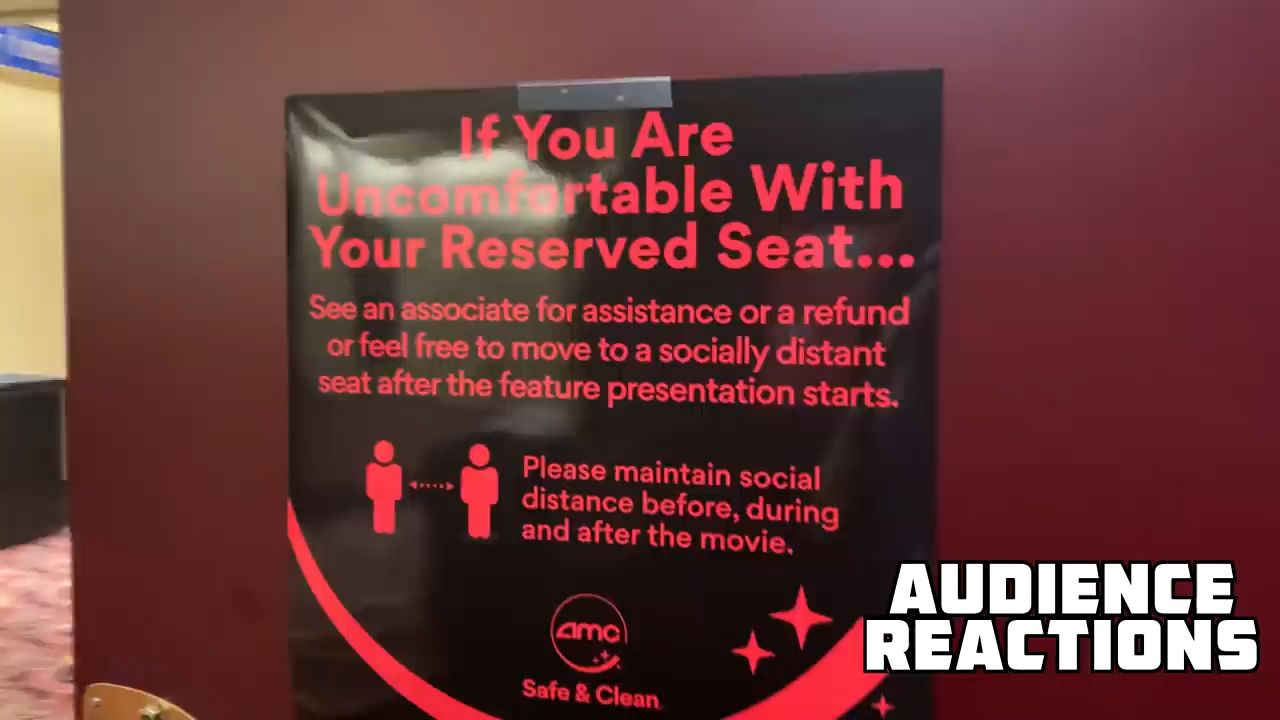 If You Are
Uncomfortable With
Your Reserved Seat...
See an associate for assistance or a refund
or feel free to move to a socially distant
seat after the feature presentation starts.
Please maintain social
distance before, during
and after the movie.
amc
Safe & Clean
AUDIENCE
REACTIONS